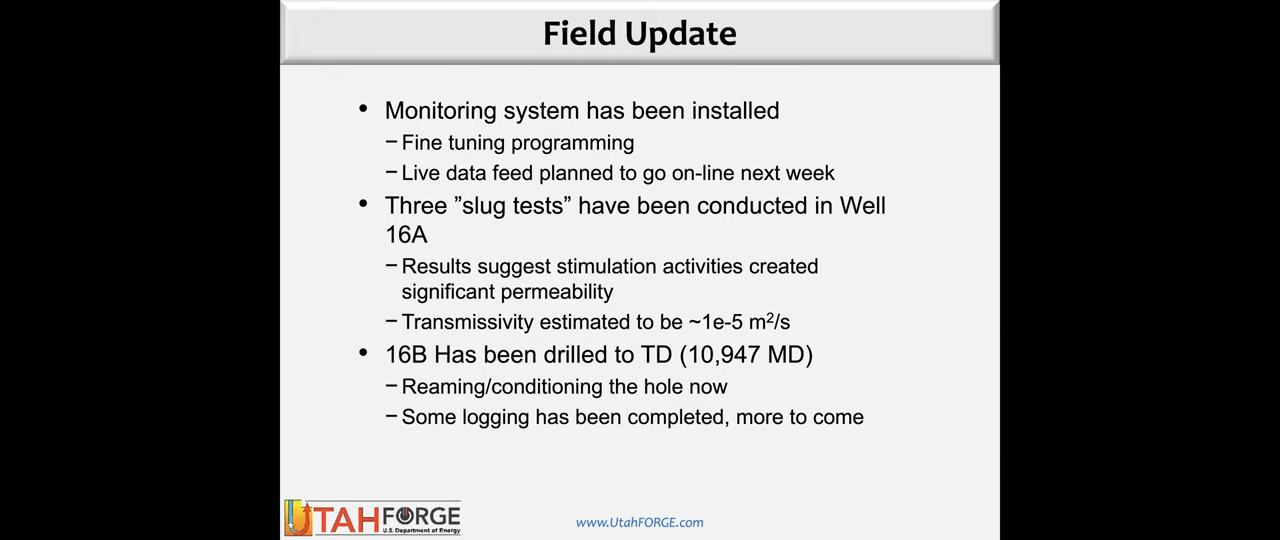 Field Update
• Monitoring system has been installed
– Fine tuning programming
– Live data feed planned to go on-line next week
• Three ”slug tests” have been conducted in Well
16A
– Results suggest stimulation activities created
significant permeability
– Transmissivity estimated to be ~1e-5 m²/s
• 16B Has been drilled to TD (10,947 MD)
– Reaming/conditioning the hole now
– Some logging has been completed, more to come
UTAH FORGE
U.S. Department of Energy
www.UtahFORGE.com